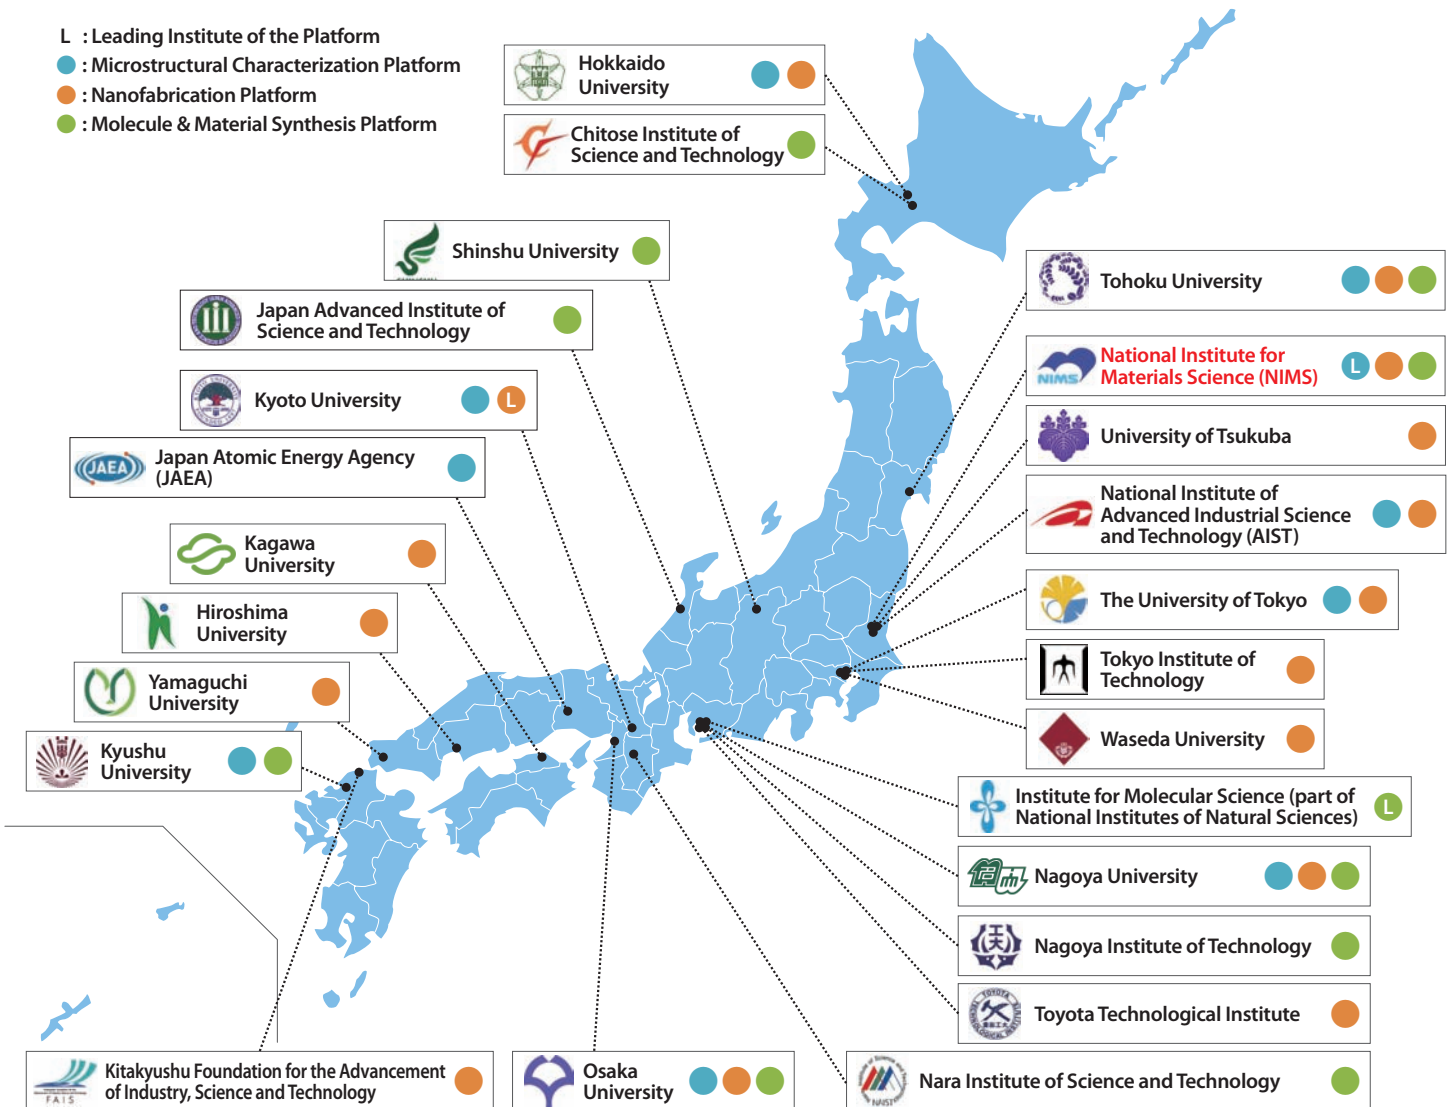 L : Leading Institute of the Platform
: Microstructural Characterization Platform
: Nanofabrication Platform
: Molecule & Material Synthesis Platform
Hokkaido
University
Chitose Institute of
Science and Technology
Shinshu University
Japan Advanced Institute of
Science and Technology
Kyoto University
L
JAEA
Japan Atomic Energy Agency
(JAEA)
Kagawa
University
Hiroshima
University
Yamaguchi
University
Kyushu
University
Tohoku University
NIMS
National Institute for
Materials Science (NIMS)
L
University of Tsukuba
National Institute of
Advanced Industrial Science
and Technology (AIST)
The University of Tokyo
Tokyo Institute of
Technology
Waseda University
Institute for Molecular Science (part of
National Institutes of Natural Sciences)
L
Nagoya University
Nagoya Institute of Technology
Toyota Technological Institute
FAIS
Kitakyushu Foundation for the Advancement
of Industry, Science and Technology
Osaka
University
NAIST
Nara Institute of Science and Technology